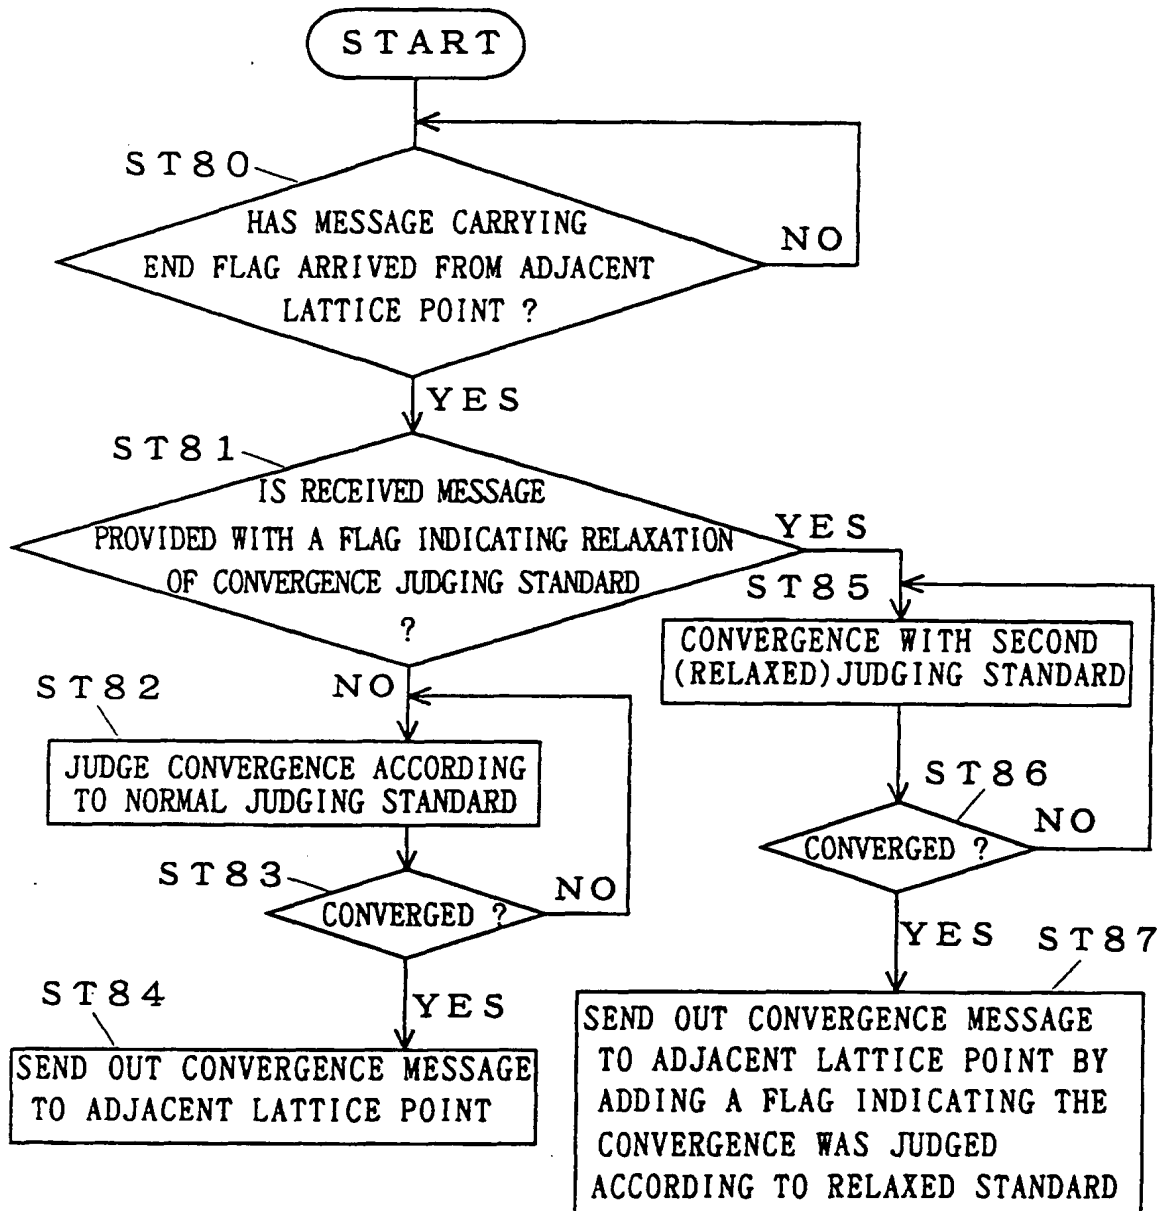 START
ST80
HAS MESSAGE CARRYING
END FLAG ARRIVED FROM ADJACENT
LATTICE POINT ?
NO
YES
ST81
IS RECEIVED MESSAGE
PROVIDED WITH A FLAG INDICATING RELAXATION
OF CONVERGENCE JUDGING STANDARD
?
YES
NO
ST82
JUDGE CONVERGENCE ACCORDING
TO NORMAL JUDGING STANDARD
ST83
CONVERGED ?
NO
YES
ST84
SEND OUT CONVERGENCE MESSAGE
TO ADJACENT LATTICE POINT
ST85
CONVERGENCE WITH SECOND
(RELAXED)JUDGING STANDARD
ST86
CONVERGED ?
NO
YES
ST87
SEND OUT CONVERGENCE MESSAGE
TO ADJACENT LATTICE POINT BY
ADDING A FLAG INDICATING THE
CONVERGENCE WAS JUDGED
ACCORDING TO RELAXED STANDARD